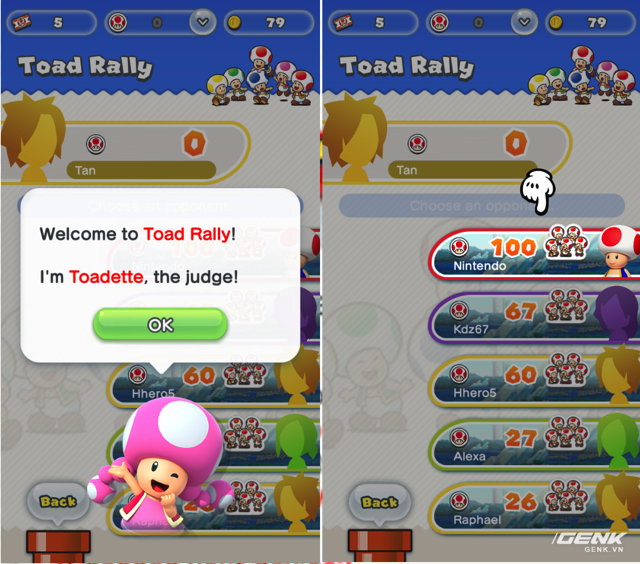 5
0
79
Toad Rally
Tan
Welcome to Toad Rally!
I'm Toadette, the judge!
OK
60
Hhero5
Back
5
0
79
Toad Rally
Tan
Choose an opponent
100
Nintendo
67
Kdz67
60
Hhero5
27
Alexa
26
Raphael
Back
GENK
GENK.VN